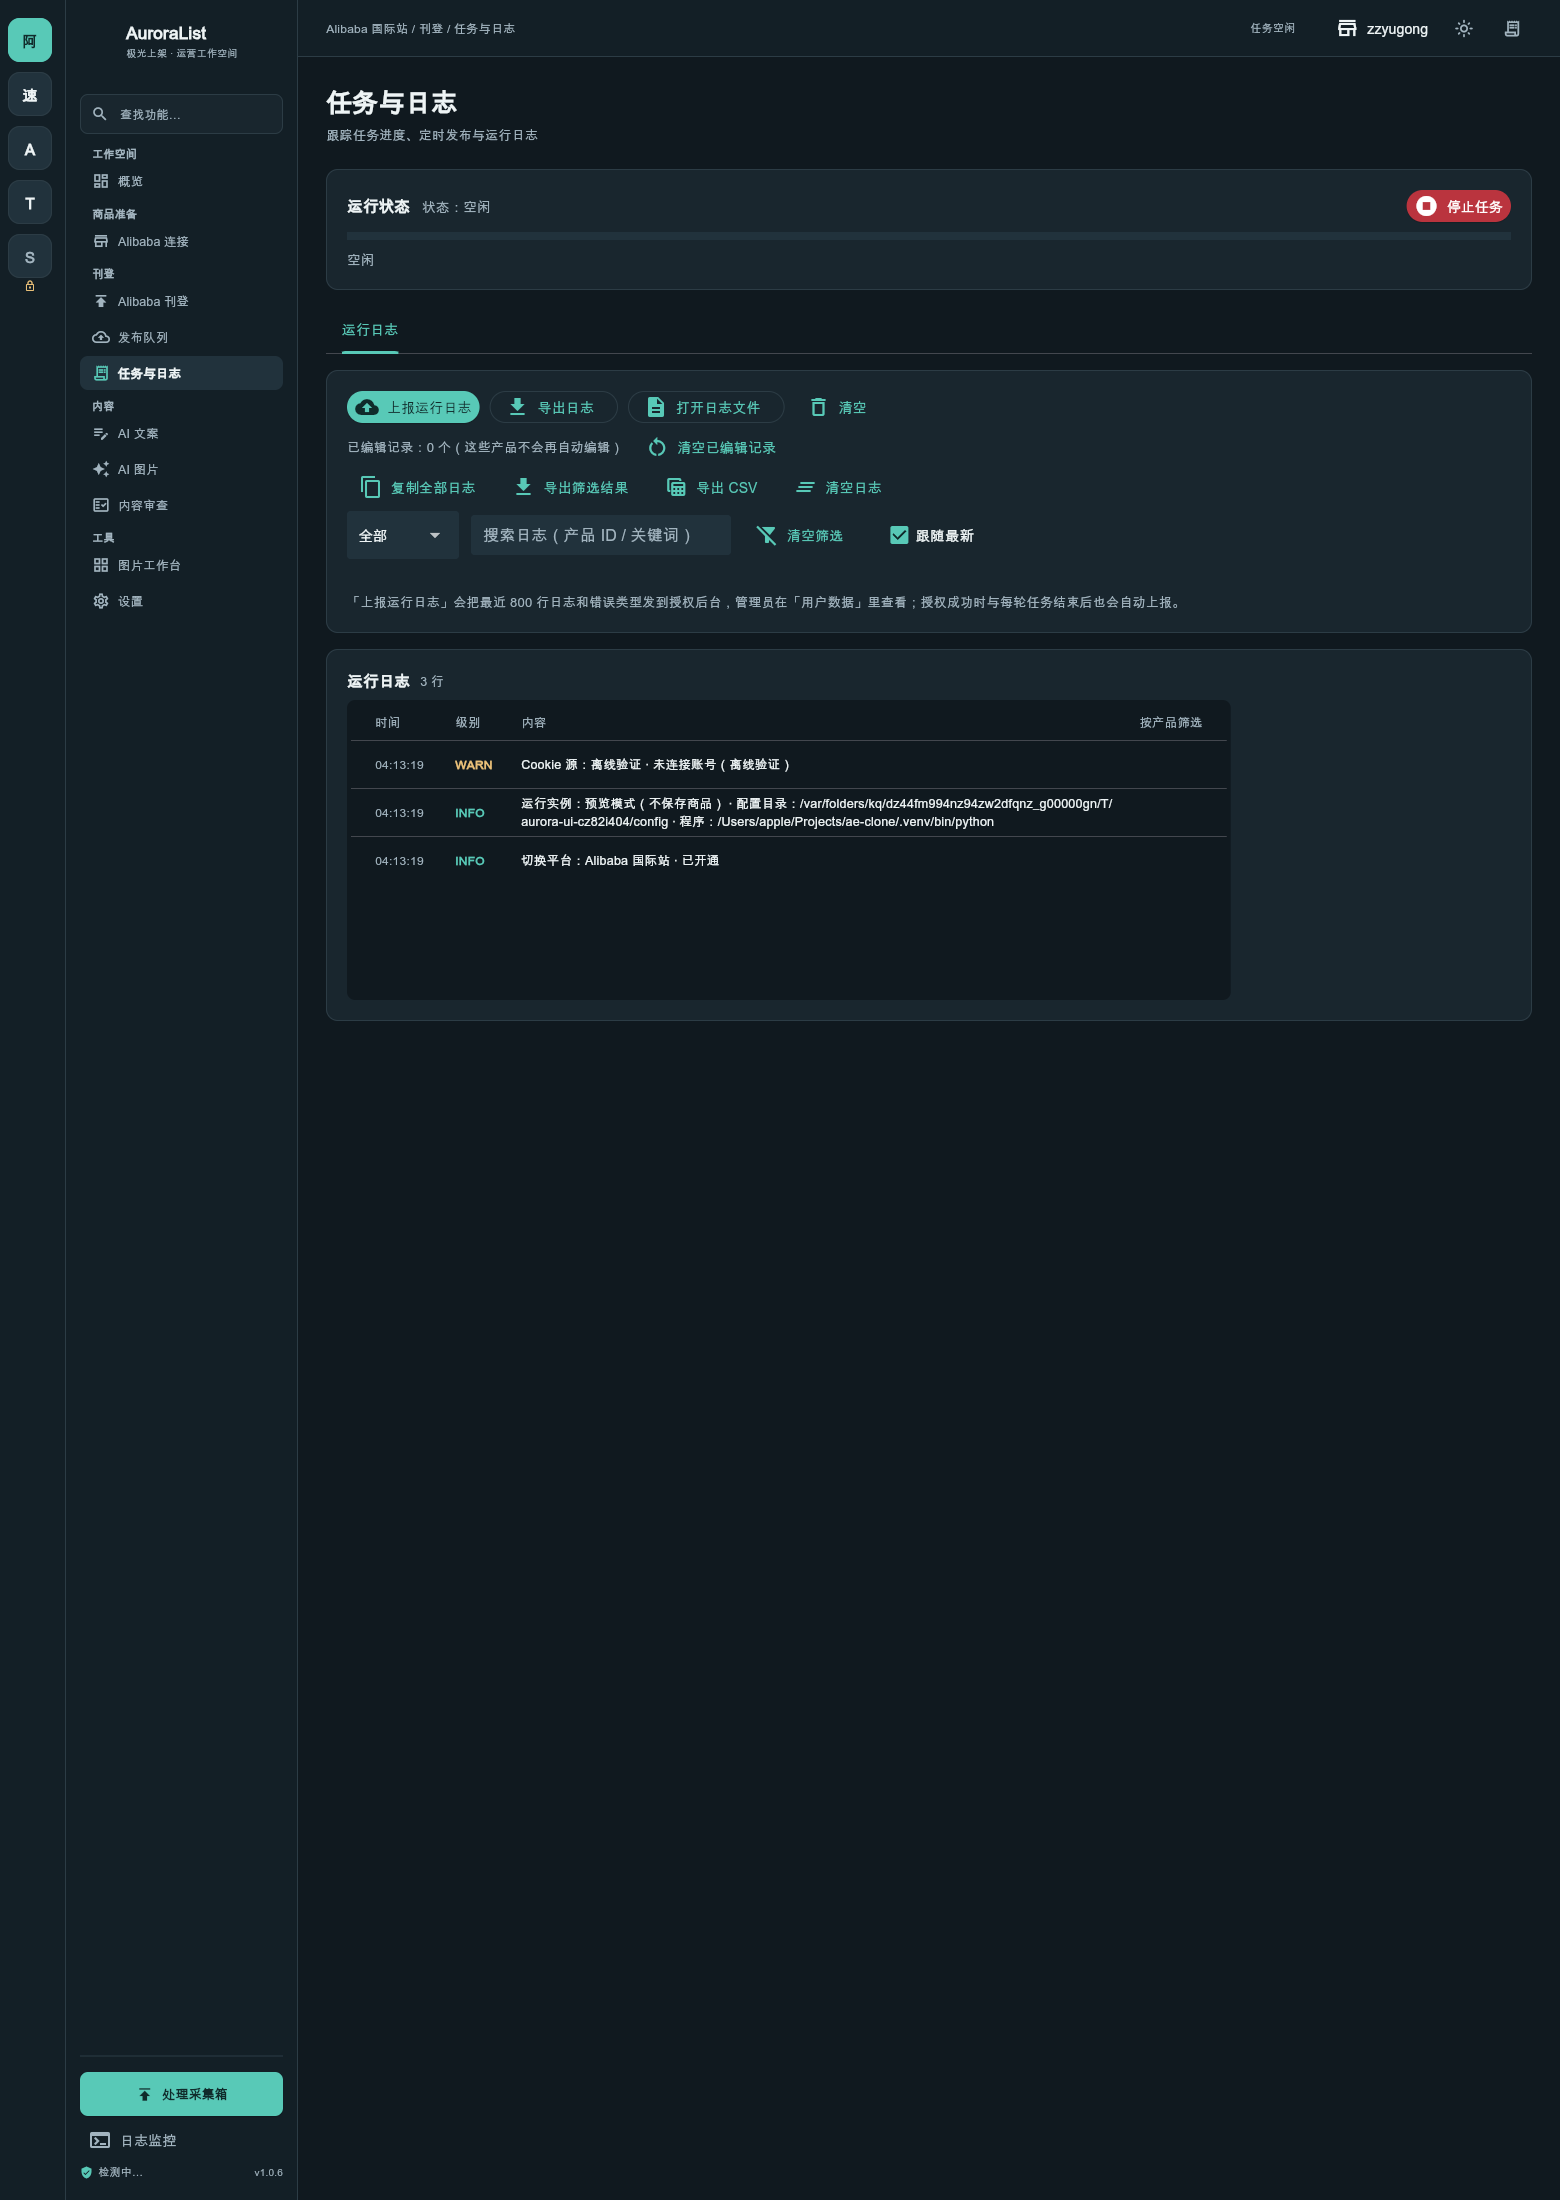 阿
速
A
T
S
AuroraList
极光上架 · 运营工作空间
查找功能...
工作空间
概览
商品准备
Alibaba 连接
刊登
Alibaba 刊登
发布队列
任务与日志
内容
AI 文案
AI 图片
内容审查
工具
图片工作台
设置
处理采集箱
日志监控
检测中... v1.0.6
Alibaba 国际站 / 刊登 / 任务与日志
任务空闲
zzyugong
任务与日志
跟踪任务进度、定时发布与运行日志
运行状态 状态：空闲
停止任务
空闲
运行日志
上报运行日志 导出日志 打开日志文件 清空
已编辑记录：0 个（这些产品不会再自动编辑） 清空已编辑记录
复制全部日志 导出筛选结果 导出 CSV 清空日志
全部 搜索日志（产品 ID / 关键词） 清空筛选 跟随最新
「上报运行日志」会把最近 800 行日志和错误类型发到授权后台，管理员在「用户数据」里查看；授权成功时与每轮任务结束后也会自动上报。
运行日志 3 行
时间 级别 内容 按产品筛选
04:13:19 WARN Cookie 源：离线验证 · 未连接账号（离线验证）
04:13:19 INFO 运行实例：预览模式（不保存商品） · 配置目录：/var/folders/kq/dz44fm994nz94zw2dfqnz_g00000gn/T/
aurora-ui-cz82i404/config · 程序：/Users/apple/Projects/ae-clone/.venv/bin/python
04:13:19 INFO 切换平台：Alibaba 国际站 · 已开通